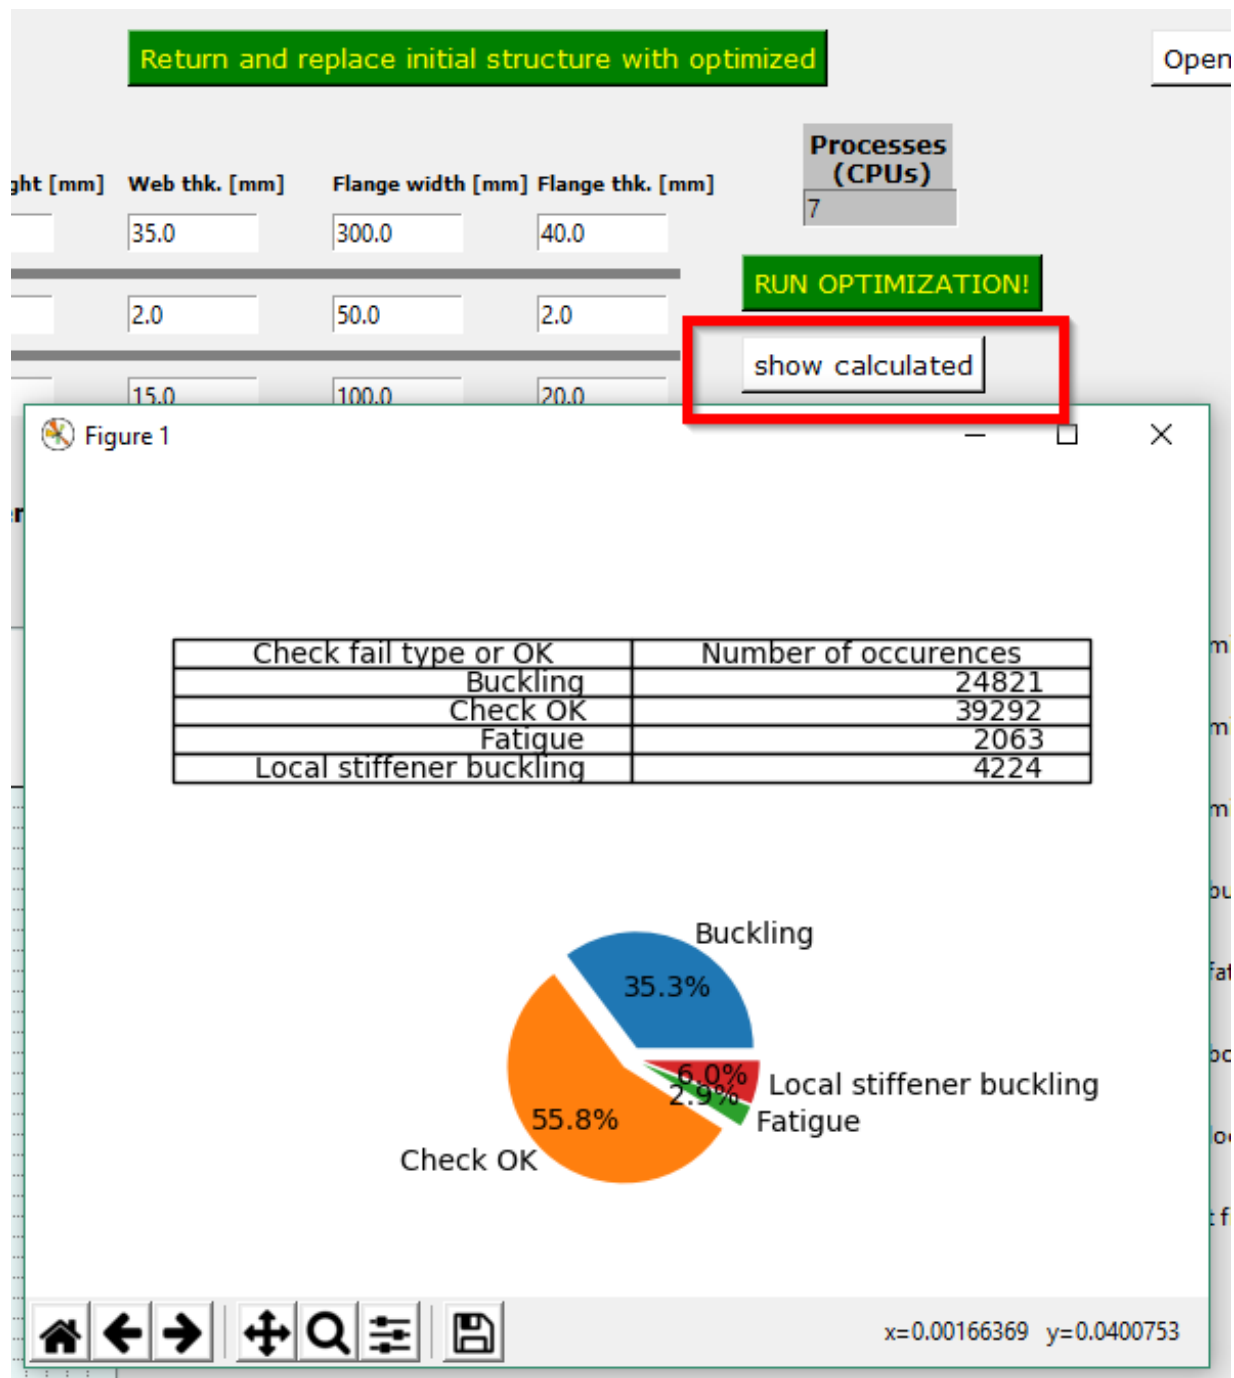 Return and replace initial structure with optimized
Open
Processes
(CPUs)
[mm] Web thk. [mm] Flange width [mm] Flange thk. [mm]
7
35.0 300.0 40.0
RUN OPTIMIZATION!
2.0 50.0 2.0
show calculated
15.0 100.0 20.0
Figure 1
Check fail type or OK Number of occurences
Buckling 24821
Check OK 39292
Fatigue 2063
Local stiffener buckling 4224
Buckling
35.3%
6.0%
Local stiffener buckling
2.9%
Fatigue
55.8%
Check OK
x=0.00166369 y=0.0400753